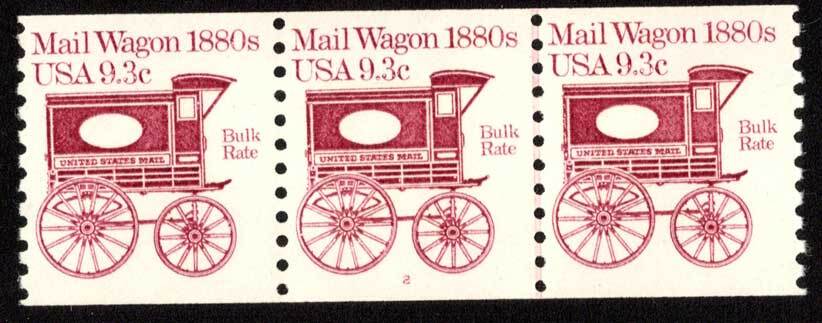 Mail Wagon 1880s
USA 9.3c
Bulk
Rate
UNITED STATES MAIL
Mail Wagon 1880s
USA 9.3c
Bulk
Rate
UNITED STATES MAIL
2
Mail Wagon 1880s
USA 9.3c
Bulk
Rate
UNITED STATES MAIL